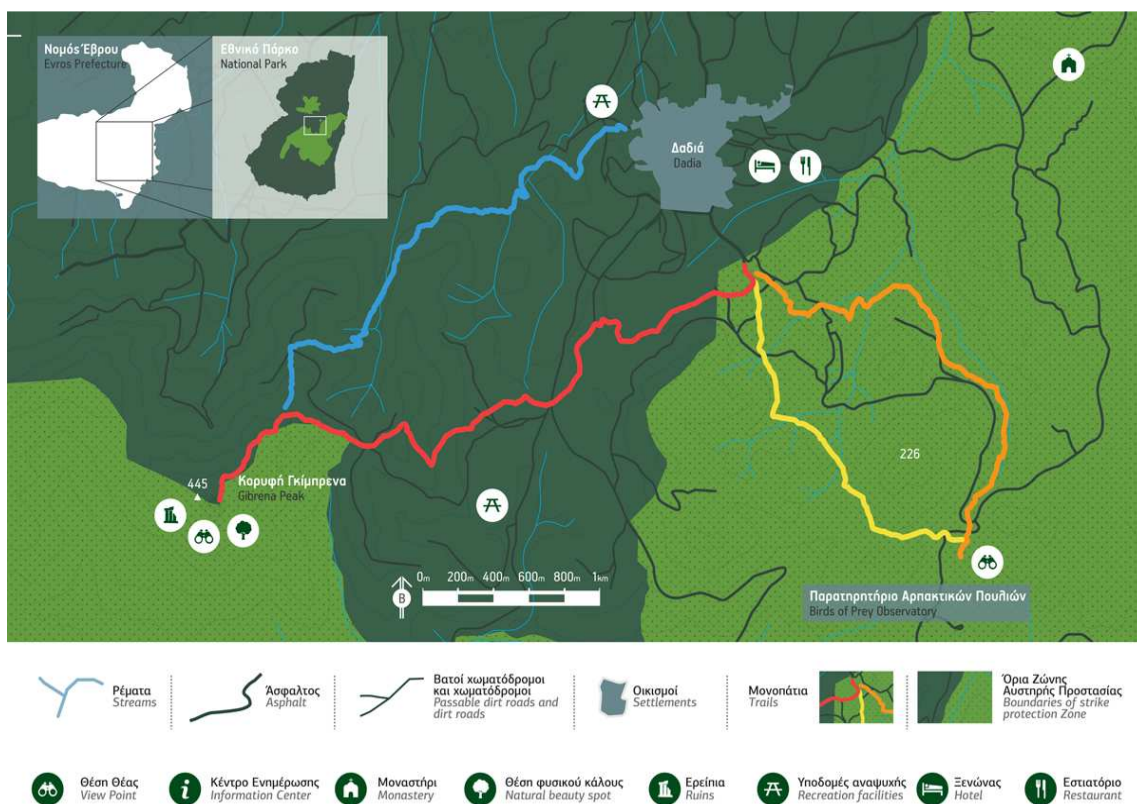 Νομός Έβρου
Evros Prefecture
Εθνικό Πάρκο
National Park
Δαδιά
Dadia
445
Κορυφή Γκίμπρενα
Gibrena Peak
226
0m 200m 400m 600m 800m 1km
Β
Παρατηρητήριο Αρπακτικών Πουλιών
Birds of Prey Observatory
Ρέματα
Streams
Άσφαλτος
Asphalt
Βατοί χωματόδρομοι
και χωματόδρομοι
Passable dirt roads and
dirt roads
Οικισμοί
Settlements
Μονοπάτια
Trails
Όρια Ζώνης
Αυστηρής Προστασίας
Boundaries of strike
protection Zone
Θέση Θέας
View Point
Κέντρο Ενημέρωσης
Information Center
Μοναστήρι
Monastery
Θέση φυσικού κάλους
Natural beauty spot
Ερείπια
Ruins
Υποδομές αναψυχής
Recreation facilities
Ξενώνας
Hotel
Εστιατόριο
Restaurant